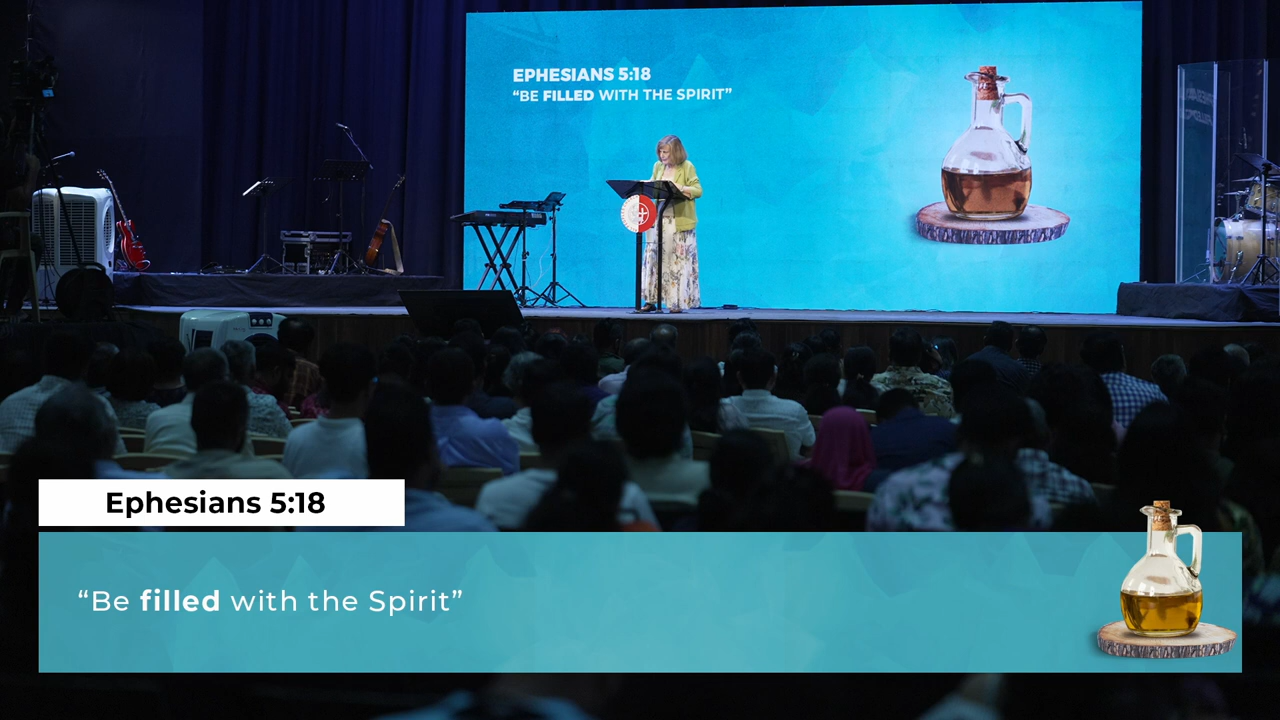 EPHESIANS 5:18
“BE FILLED WITH THE SPIRIT”
Ephesians 5:18
“Be filled with the Spirit”